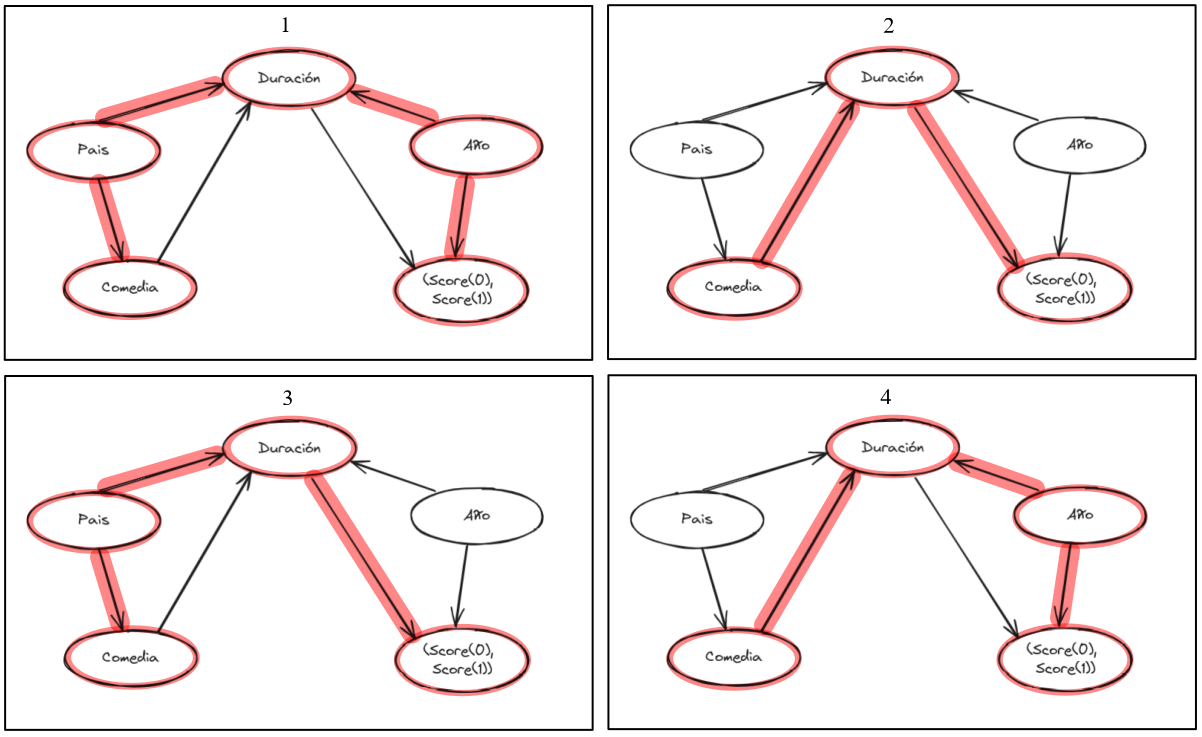 1
Duración
Pais
Año
Comedia
(Score(0),
Score(1))
2
Duración
Pais
Año
Comedia
(Score(0),
Score(1))
3
Duración
Pais
Año
Comedia
(Score(0),
Score(1))
4
Duración
Pais
Año
Comedia
(Score(0),
Score(1))